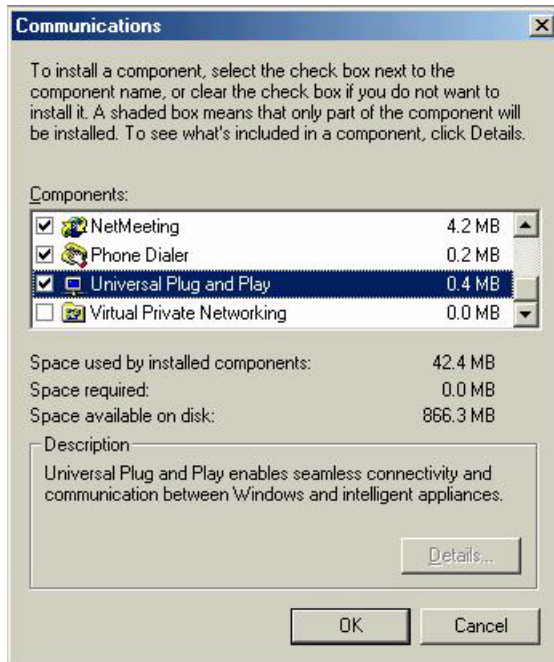 Communications
To install a component, select the check box next to the
component name, or clear the check box if you do not want to
install it. A shaded box means that only part of the component will
be installed. To see what's included in a component, click Details.
Components:
NetMeeting 4.2 MB
Phone Dialer 0.2 MB
Universal Plug and Play 0.4 MB
Virtual Private Networking 0.0 MB
Space used by installed components: 42.4 MB
Space required: 0.0 MB
Space available on disk: 866.3 MB
Description
Universal Plug and Play enables seamless connectivity and
communication between Windows and intelligent appliances.
Details...
OK Cancel